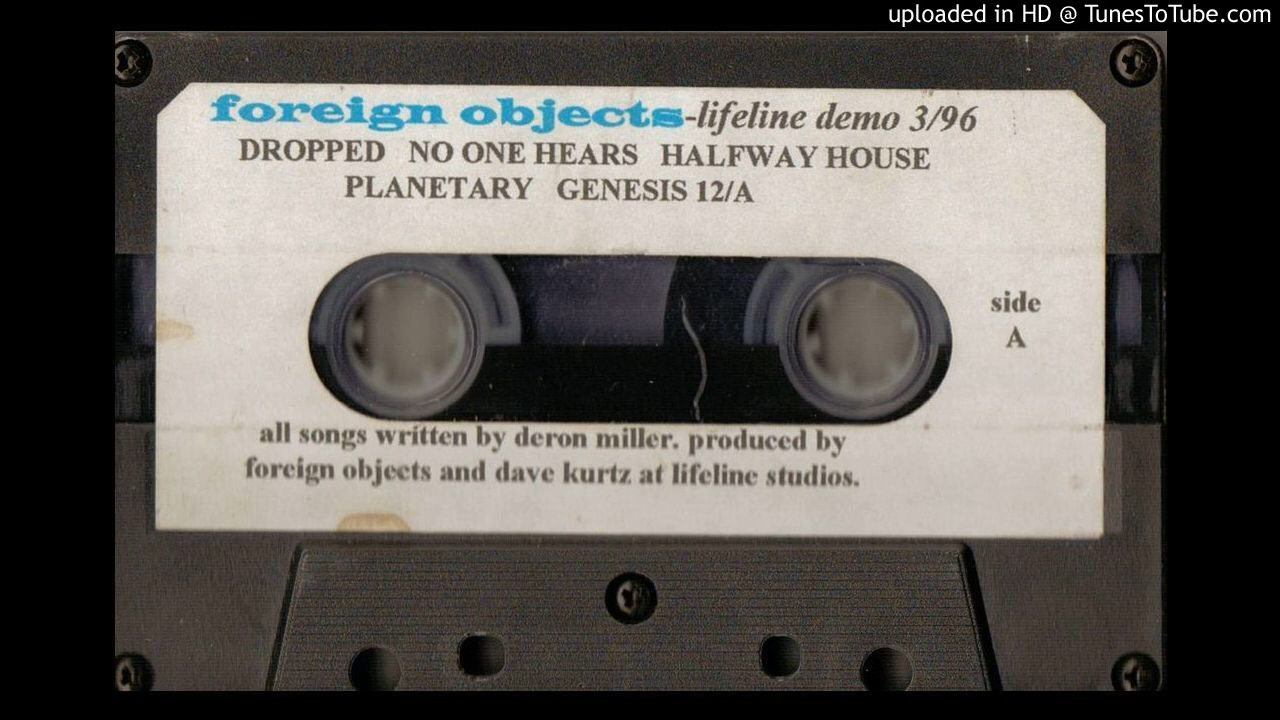 uploaded in HD @ TunesToTube.com
foreign objects-lifeline demo 3/96
DROPPED NO ONE HEARS HALFWAY HOUSE
PLANETARY GENESIS 12/A
side
A
all songs written by deron miller. produced by
foreign objects and dave kurtz at lifeline studios.